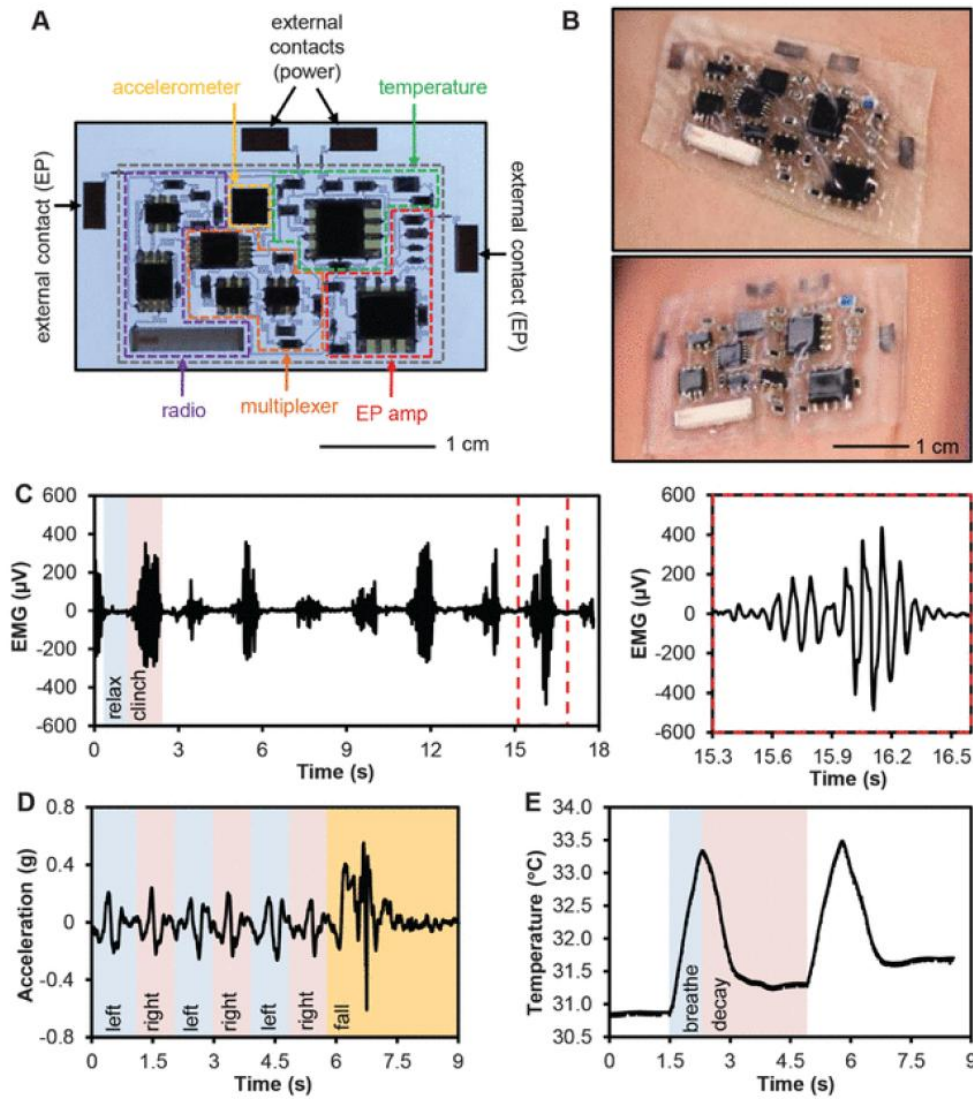 A
external
contacts
(power)
accelerometer
temperature
external contact (EP)
external contact
(EP)
radio
multiplexer
EP amp
1 cm
B
1 cm
C
600
400
200
0
-200
-400
-600
EMG (µV)
relax
clinch
0
3
6
9
12
15
18
Time (s)
600
400
200
0
-200
-400
-600
EMG (µV)
15.3
15.6
15.9
16.2
16.5
Time (s)
D
0.8
0.4
0
-0.4
-0.8
Acceleration (g)
left
right
left
right
left
right
fall
0
1.5
3
4.5
6
7.5
9
Time (s)
E
34.0
33.5
33.0
32.5
32.0
31.5
31.0
30.5
Temperature (°C)
breathe
decay
0
1.5
3
4.5
6
7.5
9
Time (s)